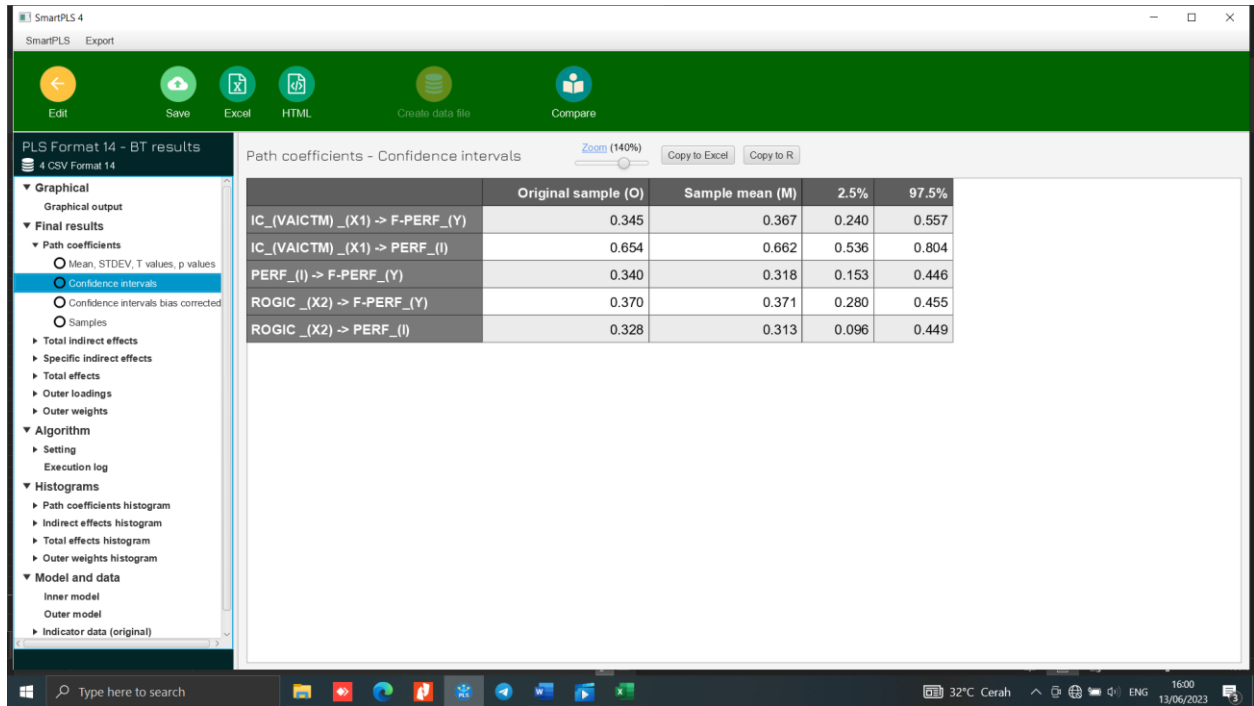 SmartPLS 4
SmartPLS Export
Edit Save Excel HTML Create data file Compare
PLS Format 14 - BT results
4 CSV Format 14
Graphical
Graphical output
Final results
Path coefficients
Mean, STDEV, T values, p values
Confidence intervals
Confidence intervals bias corrected
Samples
Total indirect effects
Specific indirect effects
Total effects
Outer loadings
Outer weights
Algorithm
Setting
Execution log
Histograms
Path coefficients histogram
Indirect effects histogram
Total effects histogram
Outer weights histogram
Model and data
Inner model
Outer model
Indicator data (original)
Path coefficients - Confidence intervals Zoom (140%) Copy to Excel Copy to R
Original sample (O) Sample mean (M) 2.5% 97.5%
IC_(VAICTM) _(X1) -> F-PERF_(Y) 0.345 0.367 0.240 0.557
IC_(VAICTM) _(X1) -> PERF_(I) 0.654 0.662 0.536 0.804
PERF_(I) -> F-PERF_(Y) 0.340 0.318 0.153 0.446
ROGIC _(X2) -> F-PERF_(Y) 0.370 0.371 0.280 0.455
ROGIC _(X2) -> PERF_(I) 0.328 0.313 0.096 0.449
Type here to search
32°C Cerah ENG 16:00
13/06/2023
3